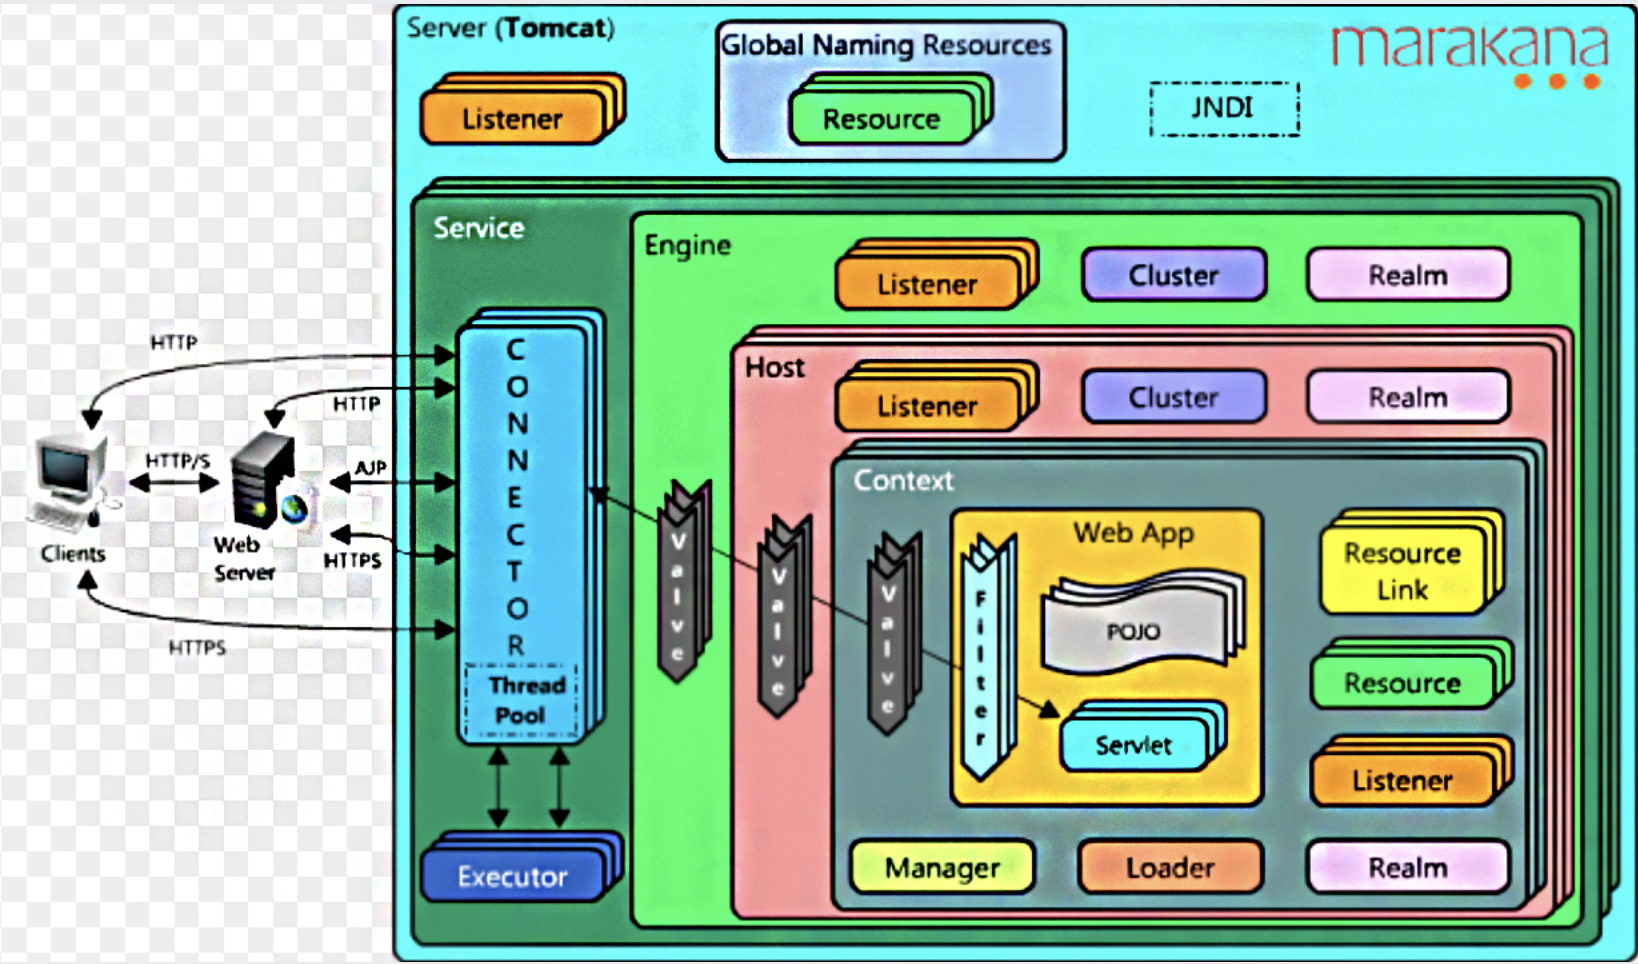 Server (Tomcat)
Global Naming Resources
marakana
Listener
Resource
JNDI
Service
Engine
Listener
Cluster
Realm
Host
Listener
Cluster
Realm
Context
HTTP
HTTP
HTTP/S
AJP
HTTPS
HTTPS
Clients
Web
Server
CONNECTOR
Thread
Pool
Executor
Valve
Valve
Valve
Web App
Filter
POJO
Servlet
Resource
Link
Resource
Listener
Manager
Loader
Realm